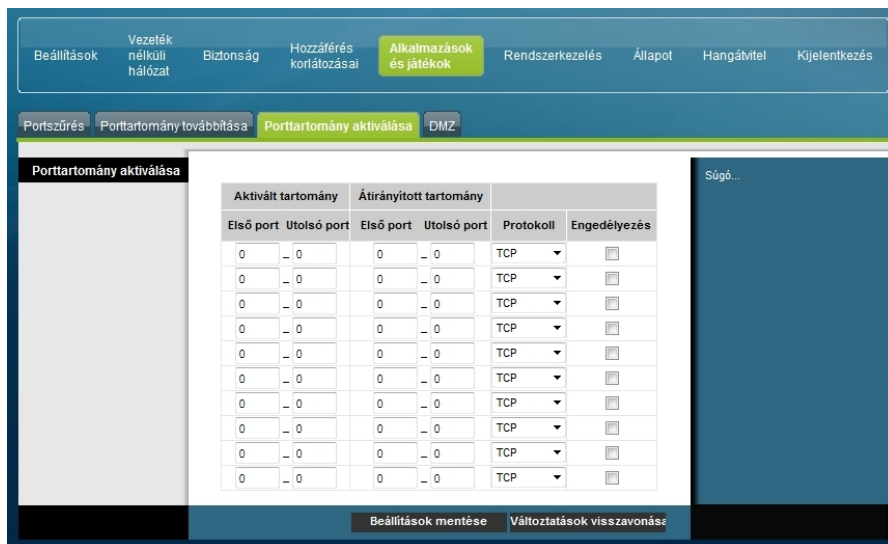 Beállítások
Vezeték
nélküli
hálózat
Biztonság
Hozzáférés
korlátozásai
Alkalmazások
és játékok
Rendszerkezelés
Állapot
Hangátvitel
Kijelentkezés
Portszűrés Porttartomány továbbítása Porttartomány aktiválása DMZ
Porttartomány aktiválása
Súgó...
Aktivált tartomány Átirányított tartomány
Első port Utolsó port Első port Utolsó port Protokoll Engedélyezés
0 – 0 0 – 0 TCP
0 – 0 0 – 0 TCP
0 – 0 0 – 0 TCP
0 – 0 0 – 0 TCP
0 – 0 0 – 0 TCP
0 – 0 0 – 0 TCP
0 – 0 0 – 0 TCP
0 – 0 0 – 0 TCP
0 – 0 0 – 0 TCP
0 – 0 0 – 0 TCP
Beállítások mentése Változtatások visszavonása